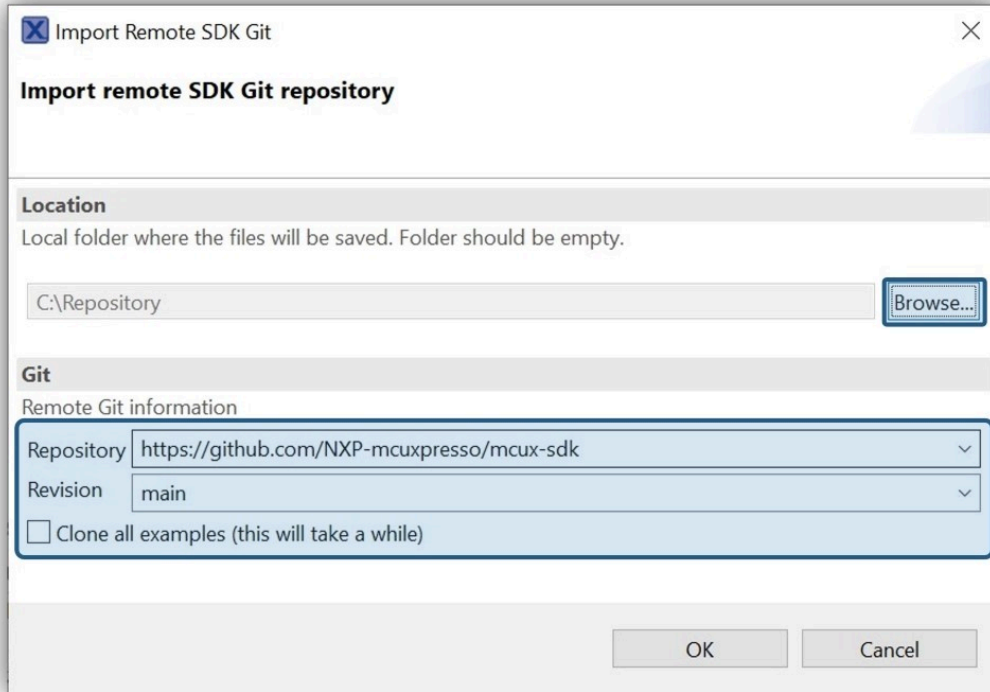 Import Remote SDK Git
Import remote SDK Git repository
Location
Local folder where the files will be saved. Folder should be empty.
C:\Repository
Browse...
Git
Remote Git information
Repository https://github.com/NXP-mcuxpresso/mcux-sdk
Revision main
Clone all examples (this will take a while)
OK Cancel